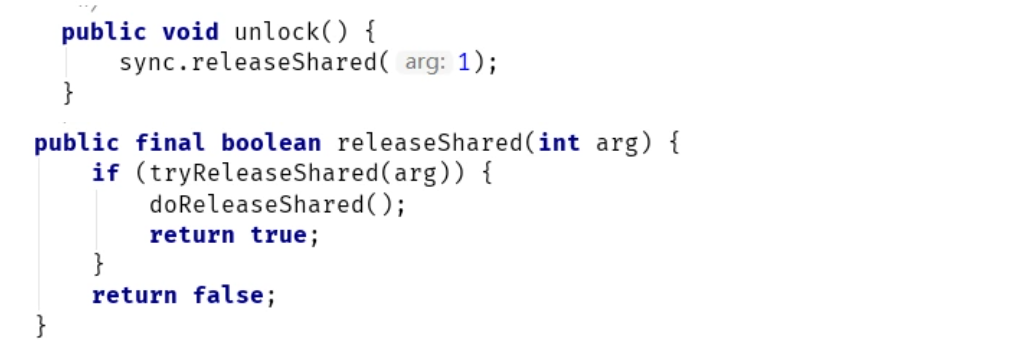 public void unlock() {
sync.releaseShared( arg: 1);
}
public final boolean releaseShared(int arg) {
if (tryReleaseShared(arg)) {
doReleaseShared();
return true;
}
return false;
}